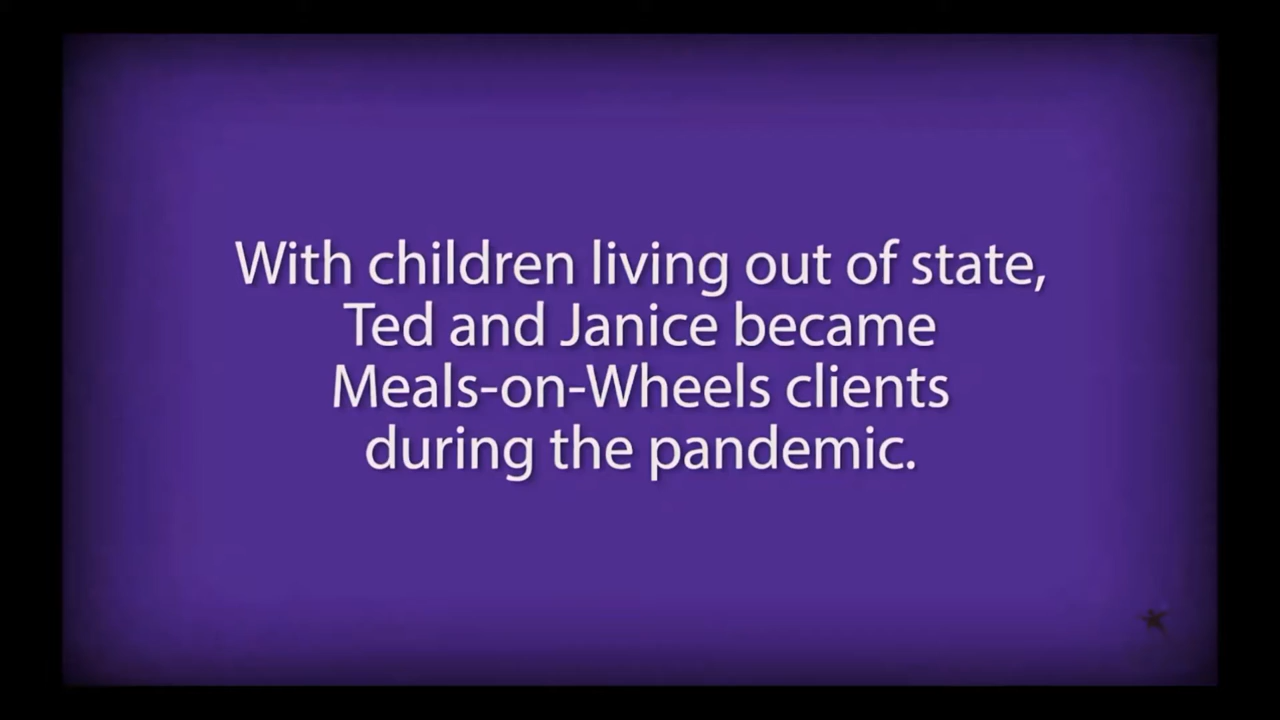 With children living out of state,
Ted and Janice became
Meals-on-Wheels clients
during the pandemic.